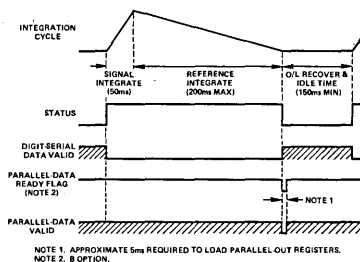 INTEGRATION
CYCLE
SIGNAL
INTEGRATE
(50ms)
REFERENCE
INTEGRATE
(200ms MAX)
O/L RECOVER &
IDLE TIME
(150ms MIN)
STATUS
DIGIT-SERIAL
DATA VALID
PARALLEL-DATA
READY FLAG
(NOTE 2)
NOTE 1
PARALLEL-DATA
VALID
NOTE 1. APPROXIMATE 5ms REQUIRED TO LOAD PARALLEL-OUT REGISTERS.
NOTE 2. B OPTION.